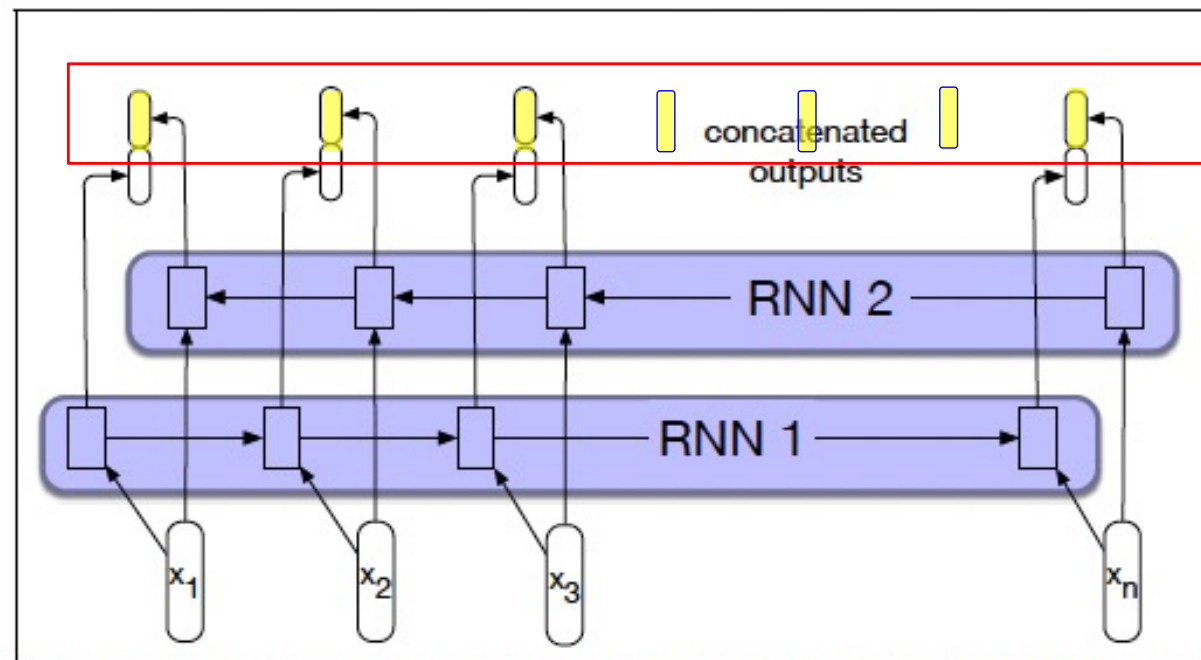 concatenated
outputs
RNN 2
RNN 1
x1 x2 x3 xn